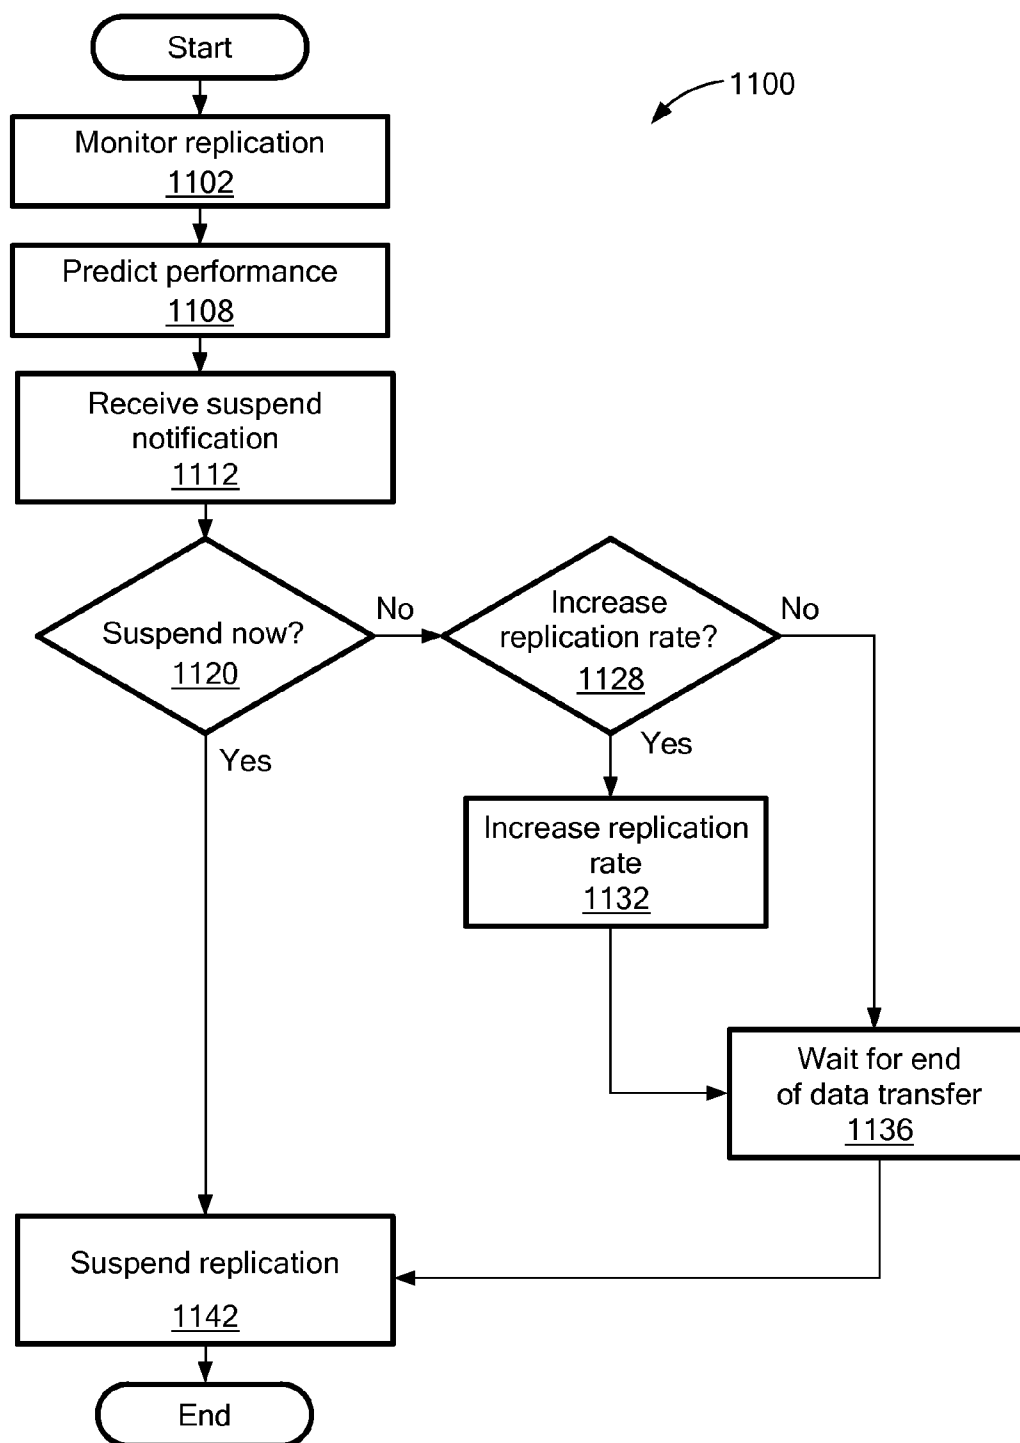 Start
1100
Monitor replication
1102
Predict performance
1108
Receive suspend
notification
1112
Suspend now?
1120
No
Increase
replication rate?
1128
No
Yes
Yes
Increase replication
rate
1132
Wait for end
of data transfer
1136
Suspend replication
1142
End